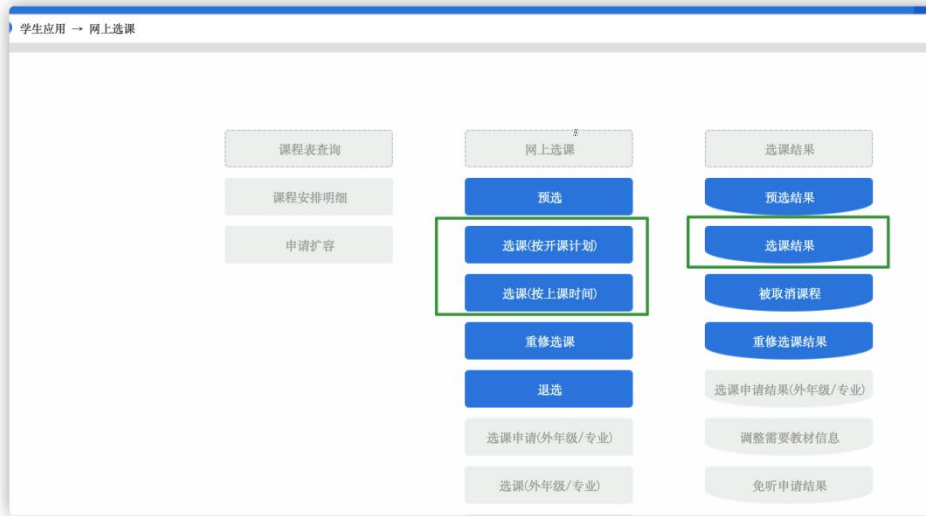 学生应用 → 网上选课
课程表查询
网上选课
选课结果
课程安排明细
预选
预选结果
申请扩容
选课(按开课计划)
选课结果
选课(按上课时间)
被取消课程
重修选课
重修选课结果
退选
选课申请结果(外年级/专业)
选课申请(外年级/专业)
调整需要教材信息
选课(外年级/专业)
免听申请结果